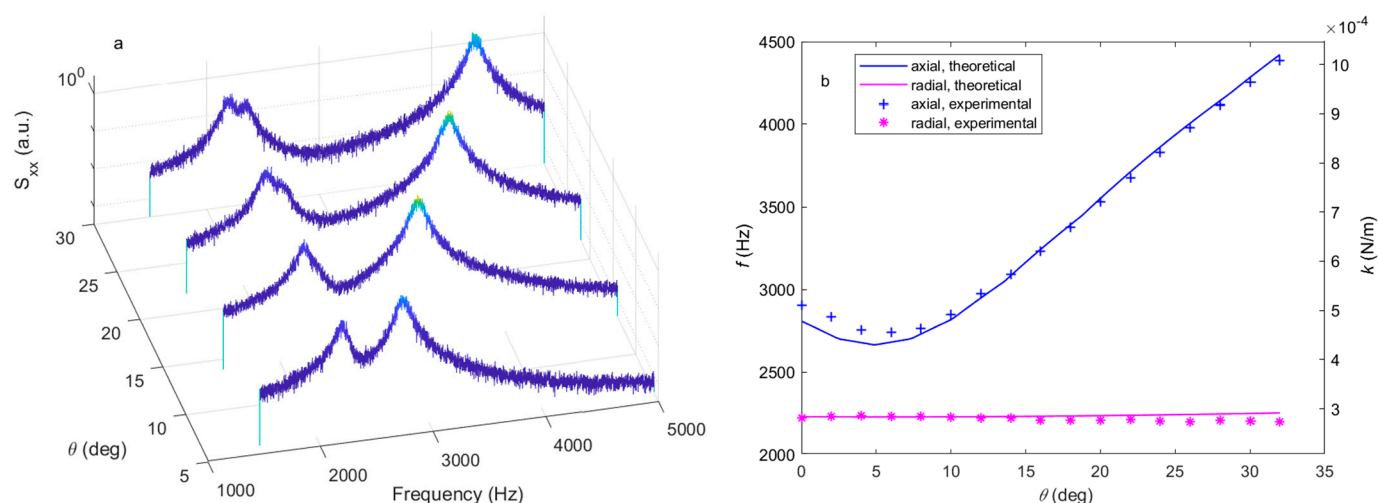 a
S_xx (a.u.)
10^0
30
25
20
15
10
5
θ (deg)
1000
2000
3000
4000
5000
Frequency (Hz)
b
×10^-4
axial, theoretical
radial, theoretical
axial, experimental
radial, experimental
f (Hz)
4500
4000
3500
3000
2500
2000
k (N/m)
10
9
8
7
6
5
4
3
0
5
10
15
20
25
30
35
θ (deg)